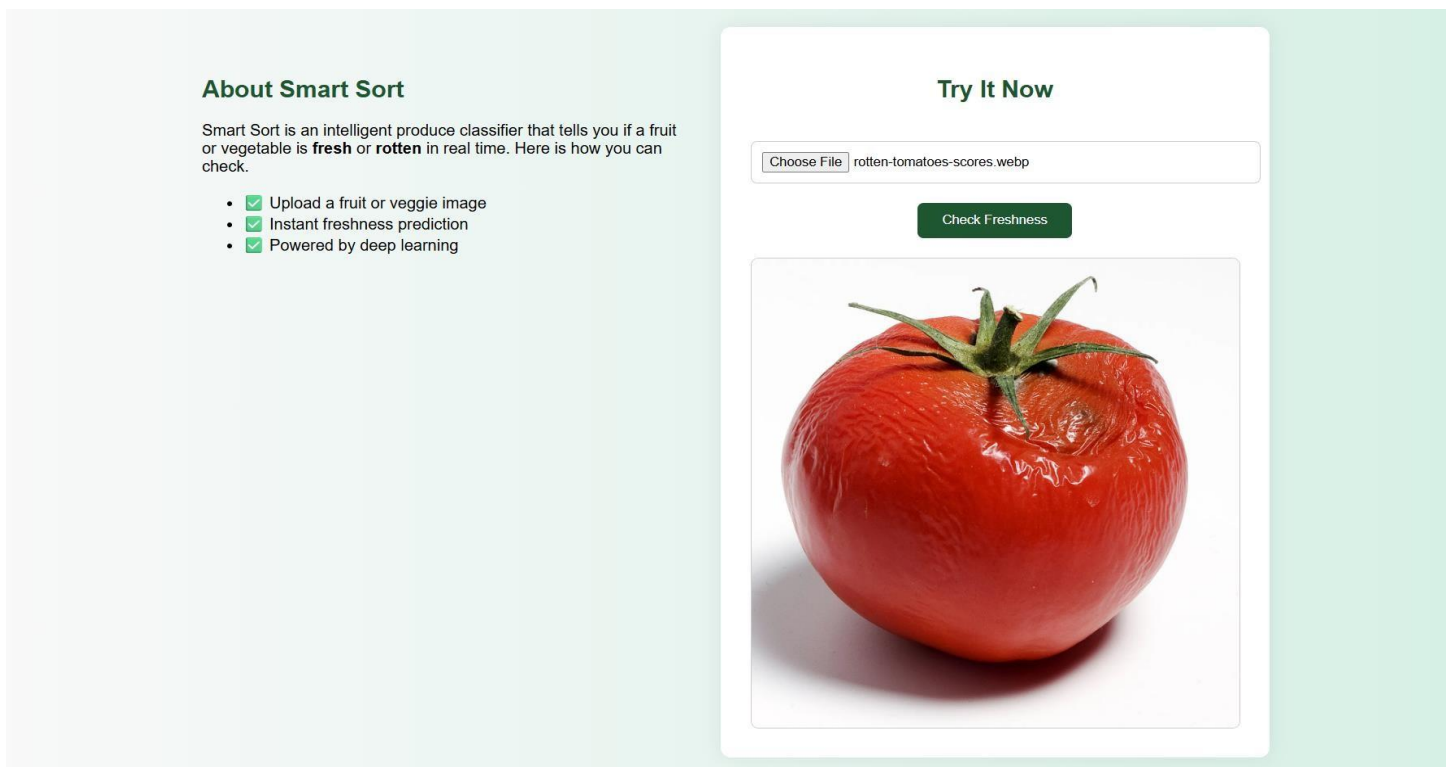 About Smart Sort
Smart Sort is an intelligent produce classifier that tells you if a fruit
or vegetable is fresh or rotten in real time. Here is how you can
check.
• ✅ Upload a fruit or veggie image
• ✅ Instant freshness prediction
• ✅ Powered by deep learning
Try It Now
Choose File rotten-tomatoes-scores.webp
Check Freshness